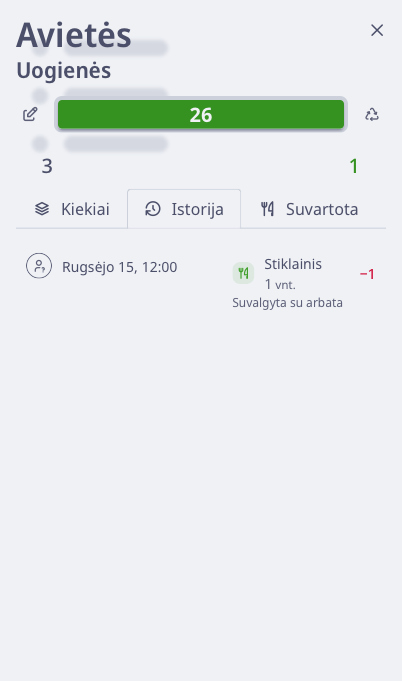 Avietės
Uogienės
26
3
1
Kiekiai
Istorija
Suvartota
Rugsėjo 15, 12:00
Stiklainis
1 vnt.
−1
Suvalgyta su arbata